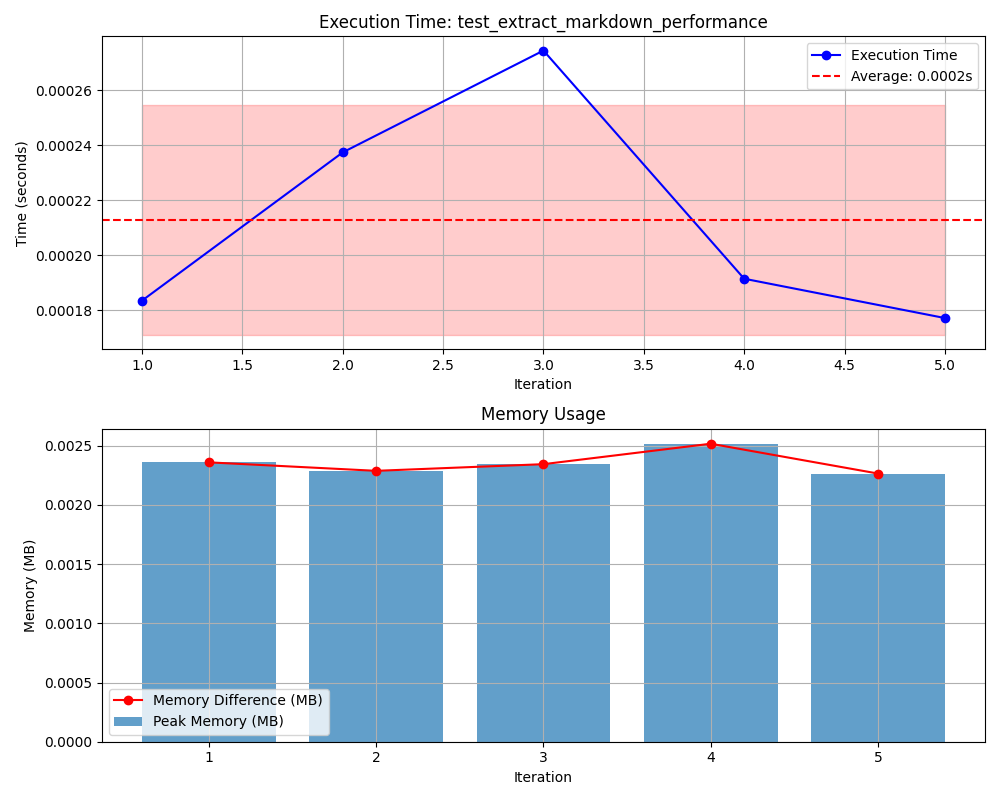 Execution Time: test_extract_markdown_performance
Execution Time
Average: 0.0002s
0.00026
0.00024
0.00022
0.00020
0.00018
Time (seconds)
1.0 1.5 2.0 2.5 3.0 3.5 4.0 4.5 5.0
Iteration
Memory Usage
0.0025
0.0020
0.0015
0.0010
0.0005
0.0000
Memory (MB)
Memory Difference (MB)
Peak Memory (MB)
1 2 3 4 5
Iteration